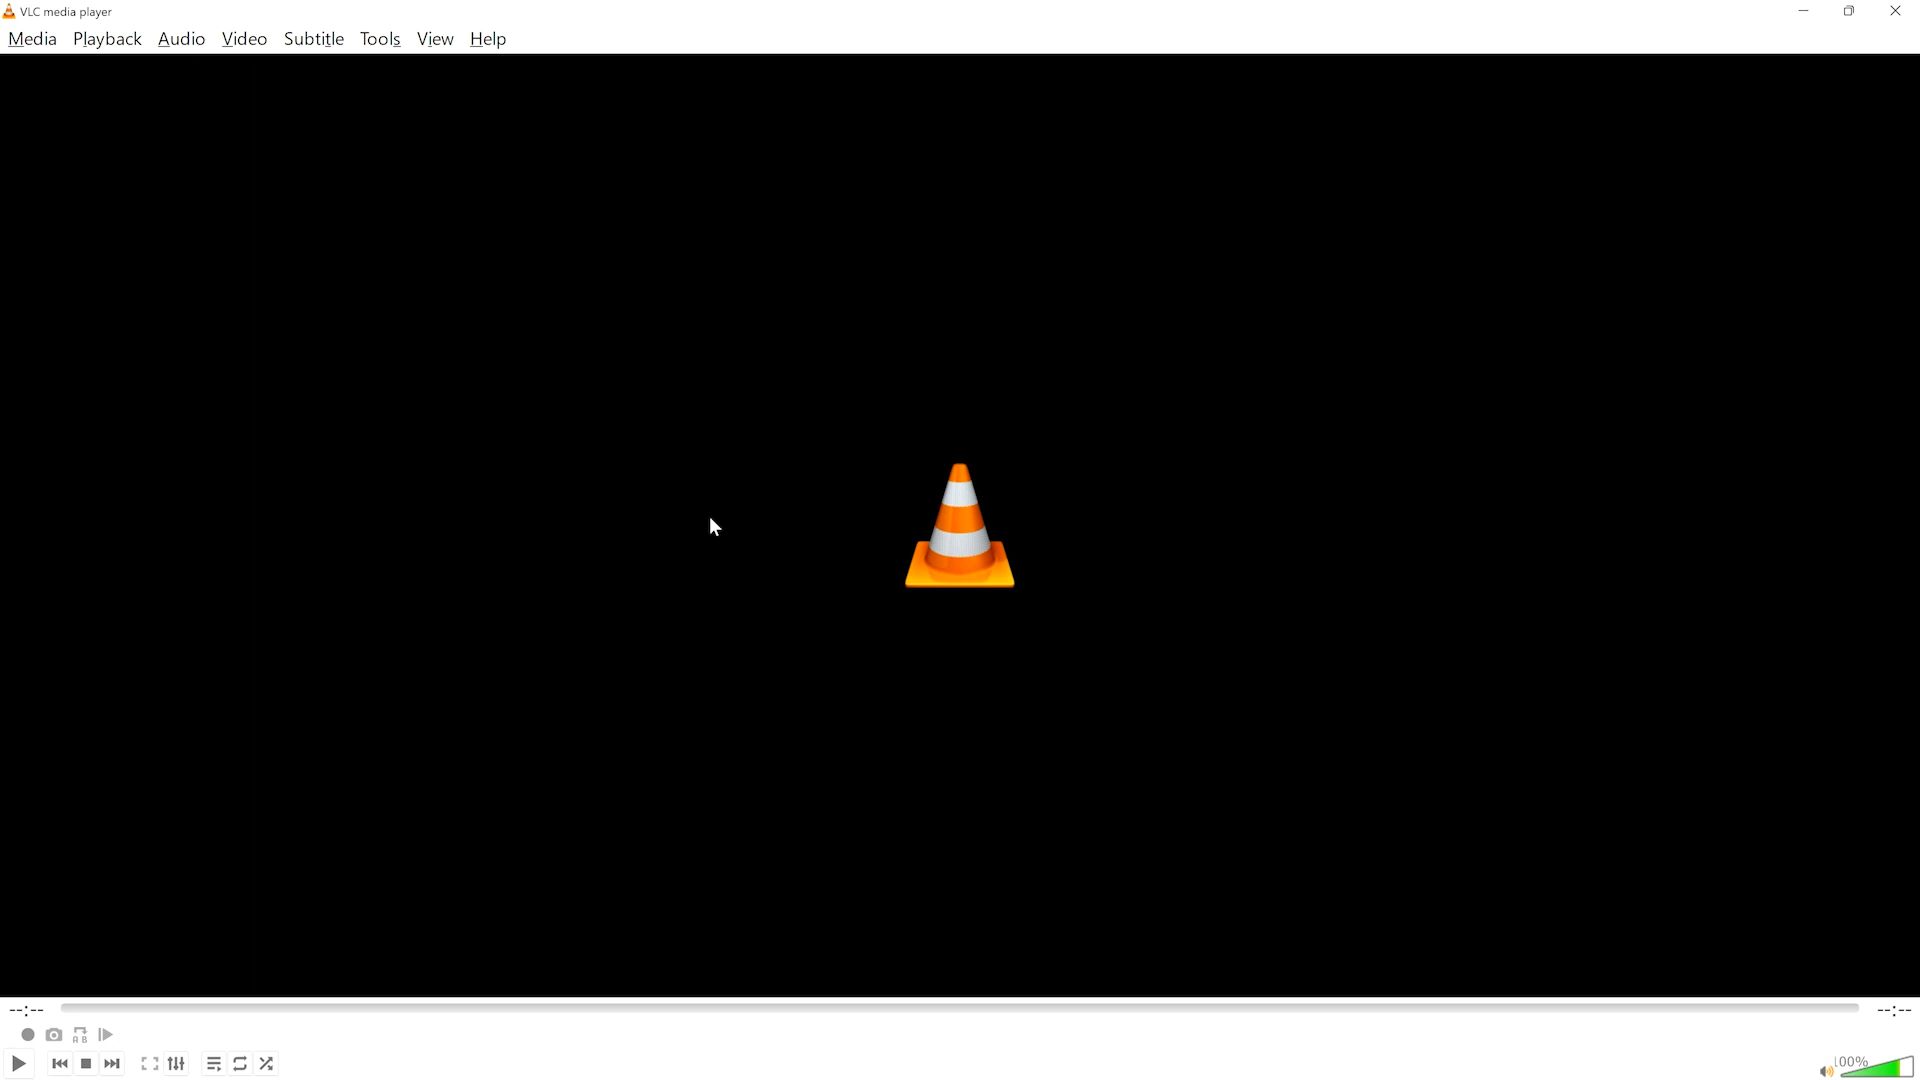 VLC media player
Media Playback Audio Video Subtitle Tools View Help
--:-- --:--
A B
100%